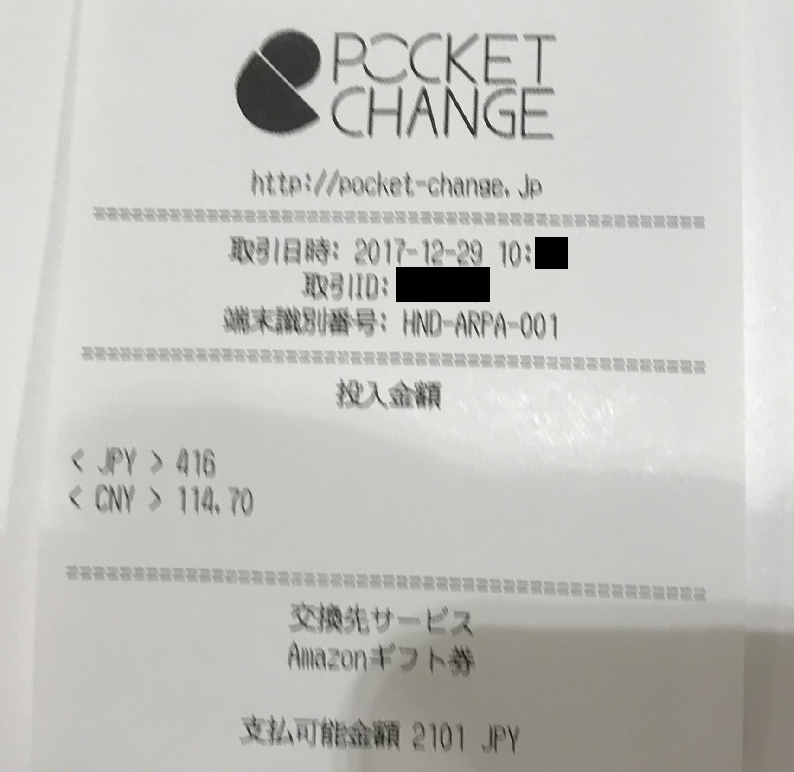 POCKET
CHANGE
http://pocket-change.jp
取引日時: 2017-12-29 10:
取引ID:
端末識別番号: HND-ARPA-001
投入金額
< JPY > 416
< CNY > 114.70
交換先サービス
Amazonギフト券
支払可能金額 2101 JPY